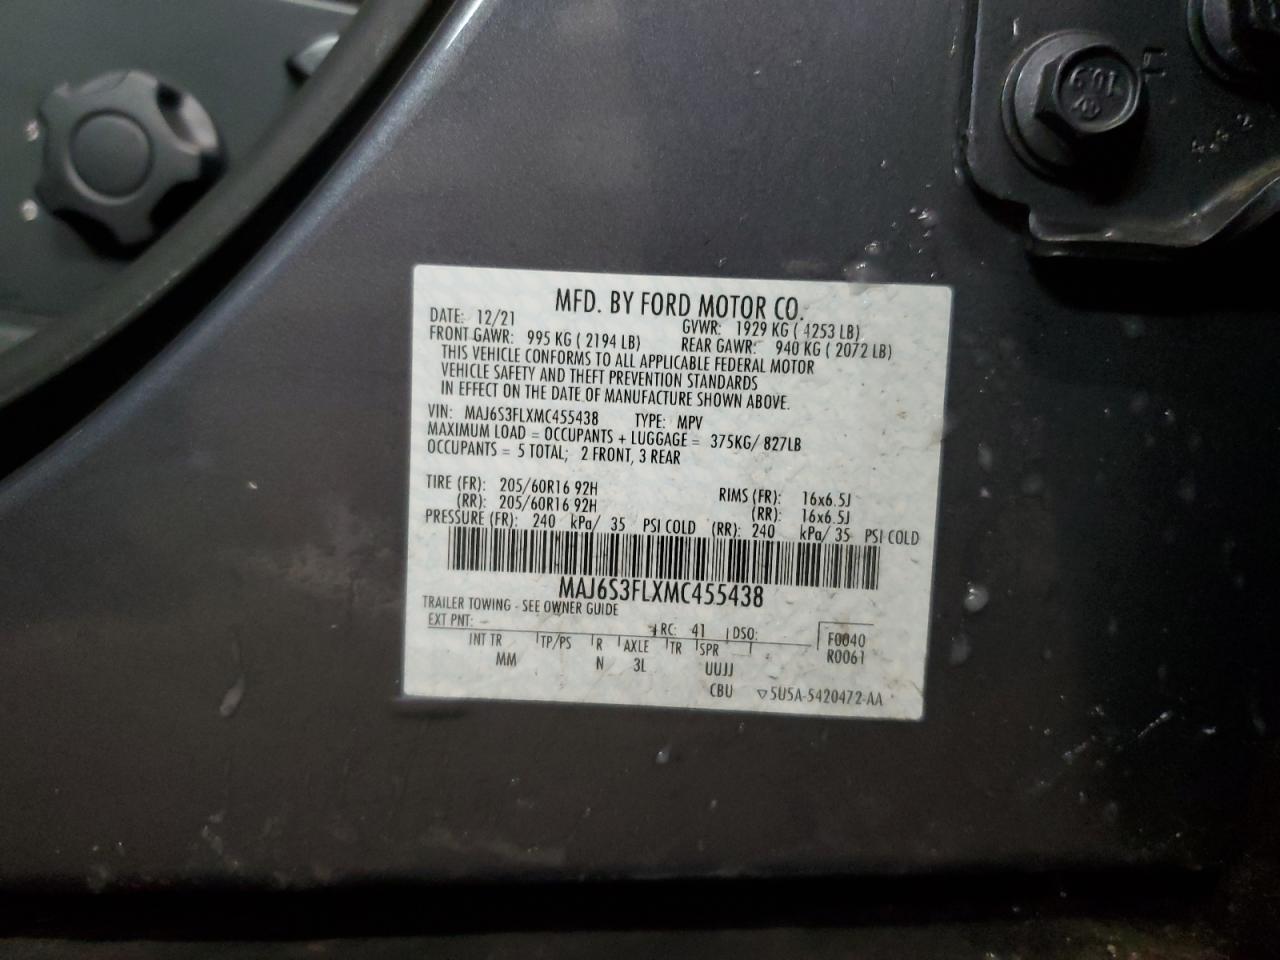 10.9
MFD. BY FORD MOTOR CO.
DATE: 12/21 GVWR: 1929 KG ( 4253 LB)
FRONT GAWR: 995 KG ( 2194 LB) REAR GAWR: 940 KG ( 2072 LB)
THIS VEHICLE CONFORMS TO ALL APPLICABLE FEDERAL MOTOR
VEHICLE SAFETY AND THEFT PREVENTION STANDARDS
IN EFFECT ON THE DATE OF MANUFACTURE SHOWN ABOVE.
VIN: MAJ6S3FLXMC455438 TYPE: MPV
MAXIMUM LOAD = OCCUPANTS + LUGGAGE = 375KG/ 827LB
OCCUPANTS = 5 TOTAL; 2 FRONT, 3 REAR
TIRE (FR): 205/60R16 92H RIMS (FR): 16x6.5J
(RR): 205/60R16 92H (RR): 16x6.5J
PRESSURE (FR): 240 kPa/ 35 PSI COLD (RR): 240 kPa/ 35 PSI COLD
MAJ6S3FLXMC455438
TRAILER TOWING - SEE OWNER GUIDE
EXT PNT: RC: 41 DSO: F0040
INT TR TP/PS R AXLE TR SPR R0061
MM N 3L UUJJ
CBU 5U5A-5420472-AA